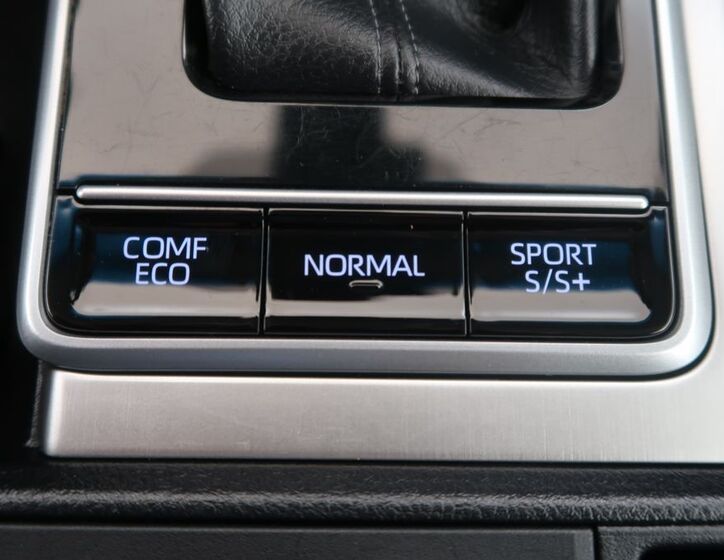 COMF
ECO
NORMAL
SPORT
S/S+